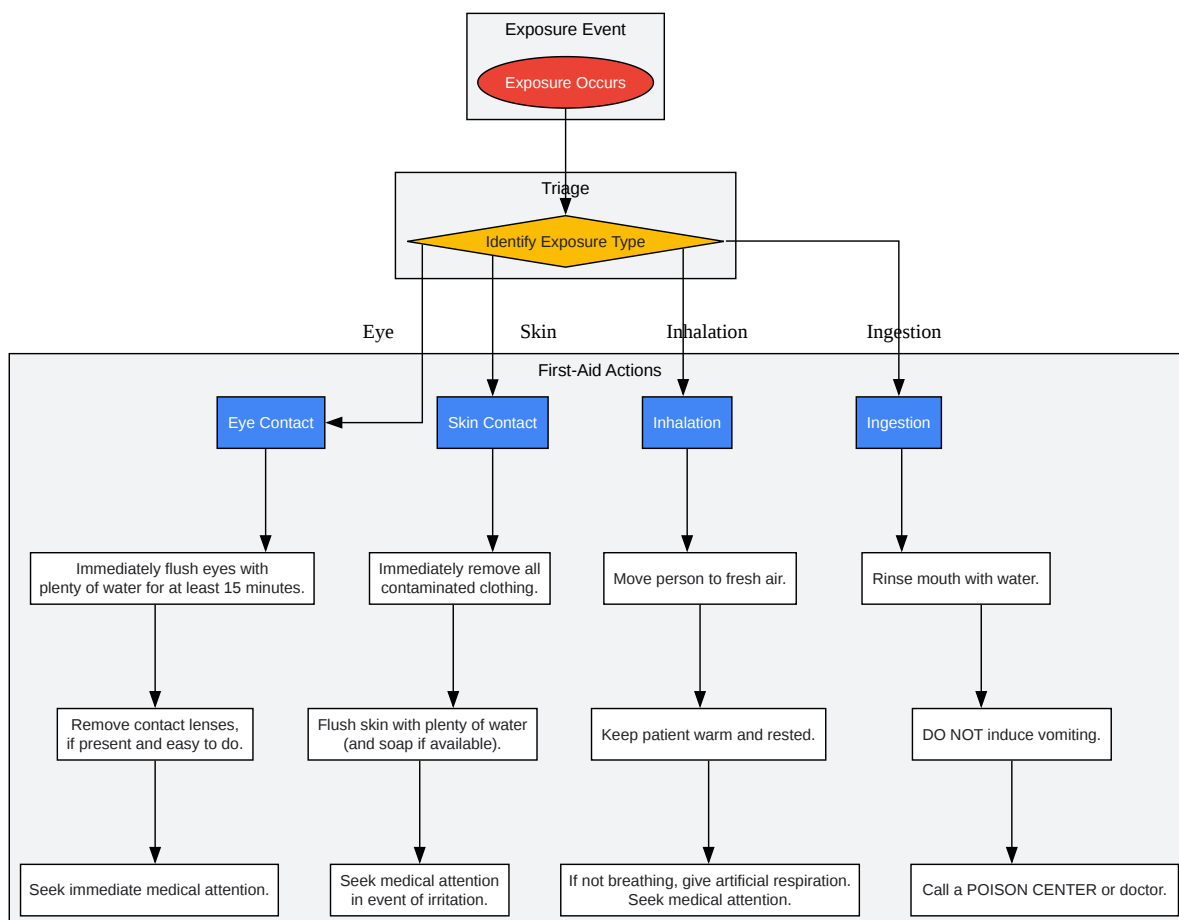 Exposure Event
Exposure Occurs
Triage
Identify Exposure Type
Eye
Skin
Inhalation
Ingestion
First-Aid Actions
Eye Contact
Skin Contact
Inhalation
Ingestion
Immediately flush eyes with
plenty of water for at least 15 minutes.
Immediately remove all
contaminated clothing.
Move person to fresh air.
Rinse mouth with water.
Remove contact lenses,
if present and easy to do.
Flush skin with plenty of water
(and soap if available).
Keep patient warm and rested.
DO NOT induce vomiting.
Seek immediate medical attention.
Seek medical attention
in event of irritation.
If not breathing, give artificial respiration.
Seek medical attention.
Call a POISON CENTER or doctor.